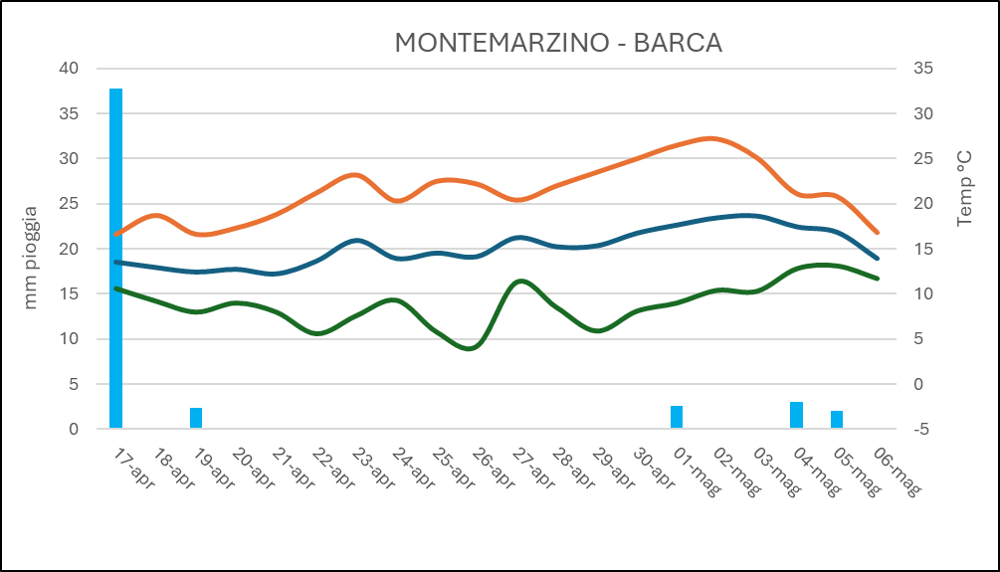 MONTEMARZINO - BARCA
40
35
30
25
20
15
10
5
0
mm pioggia
35
30
25
20
15
10
5
0
-5
Temp °C
17-apr
18-apr
19-apr
20-apr
21-apr
22-apr
23-apr
24-apr
25-apr
26-apr
27-apr
28-apr
29-apr
30-apr
01-mag
02-mag
03-mag
04-mag
05-mag
06-mag